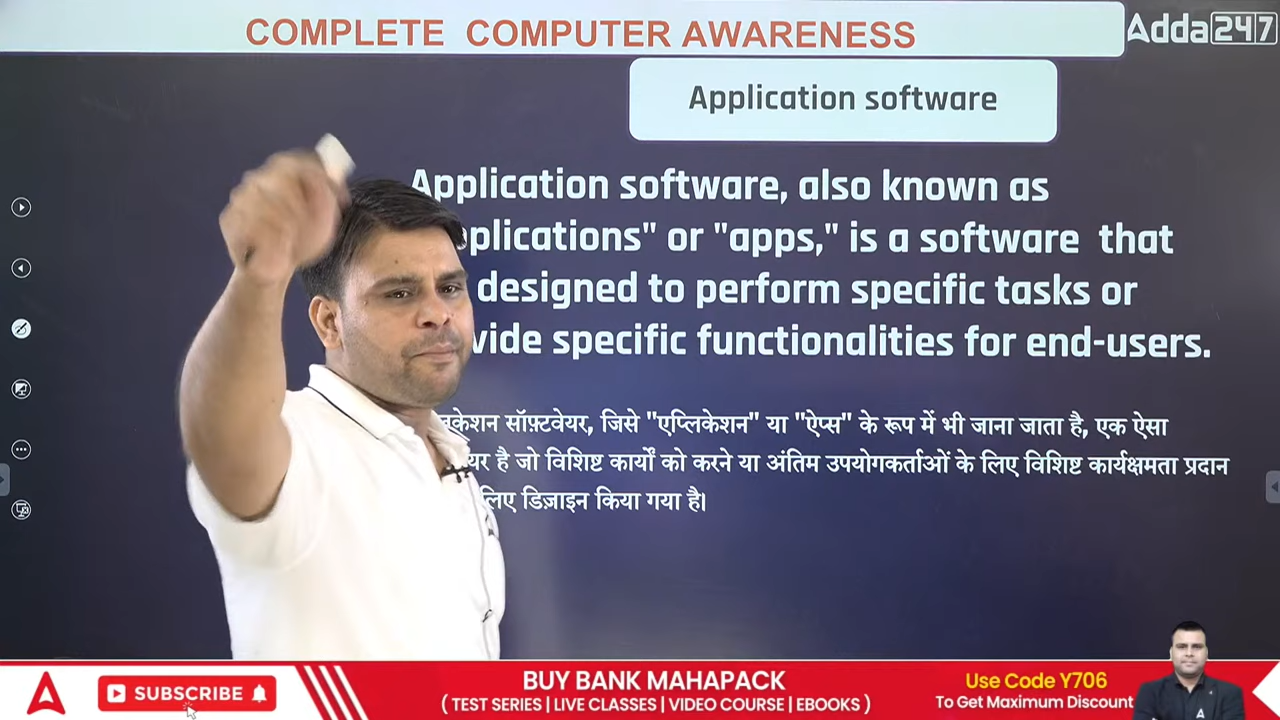 COMPLETE COMPUTER AWARENESS
Adda247
Application software
Application software, also known as
plications" or "apps," is a software that
designed to perform specific tasks or
vide specific functionalities for end-users.
केशन सॉफ़्टवेयर, जिसे "एप्लिकेशन" या "ऐप्स" के रूप में भी जाना जाता है, एक ऐसा
यर है जो विशिष्ट कार्यों को करने या अंतिम उपयोगकर्ताओं के लिए विशिष्ट कार्यक्षमता प्रदान
लिए डिज़ाइन किया गया है।
SUBSCRIBE
BUY BANK MAHAPACK
( TEST SERIES | LIVE CLASSES | VIDEO COURSE | EBOOKS )
Use Code Y706
To Get Maximum Discount